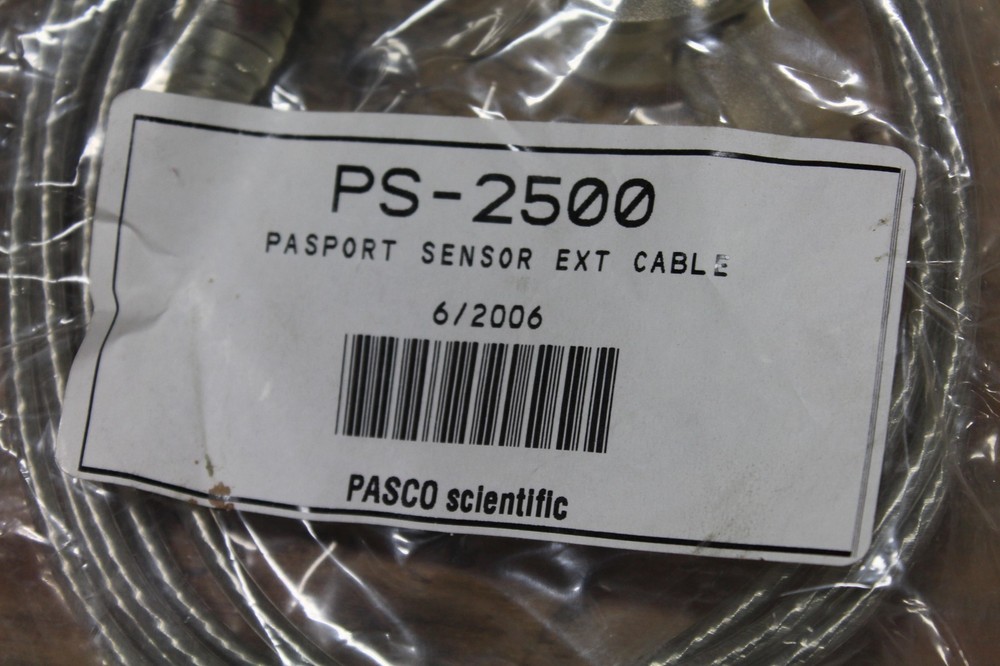 PS-2500
PASPORT SENSOR EXT CABLE
6/2006
PASCO scientific